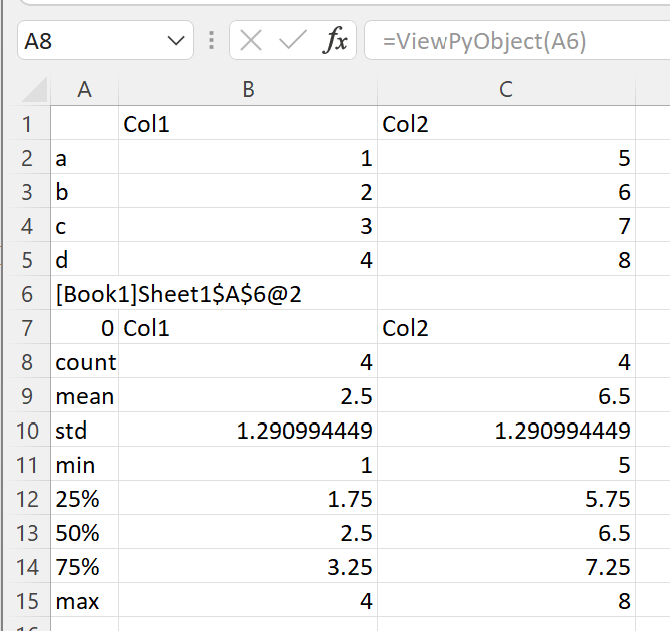 A8 fx =ViewPyObject(A6)
A B C
1 Col1 Col2
2 a 1 5
3 b 2 6
4 c 3 7
5 d 4 8
6 [Book1]Sheet1$A$6@2
7 0 Col1 Col2
8 count 4 4
9 mean 2.5 6.5
10 std 1.290994449 1.290994449
11 min 1 5
12 25% 1.75 5.75
13 50% 2.5 6.5
14 75% 3.25 7.25
15 max 4 8